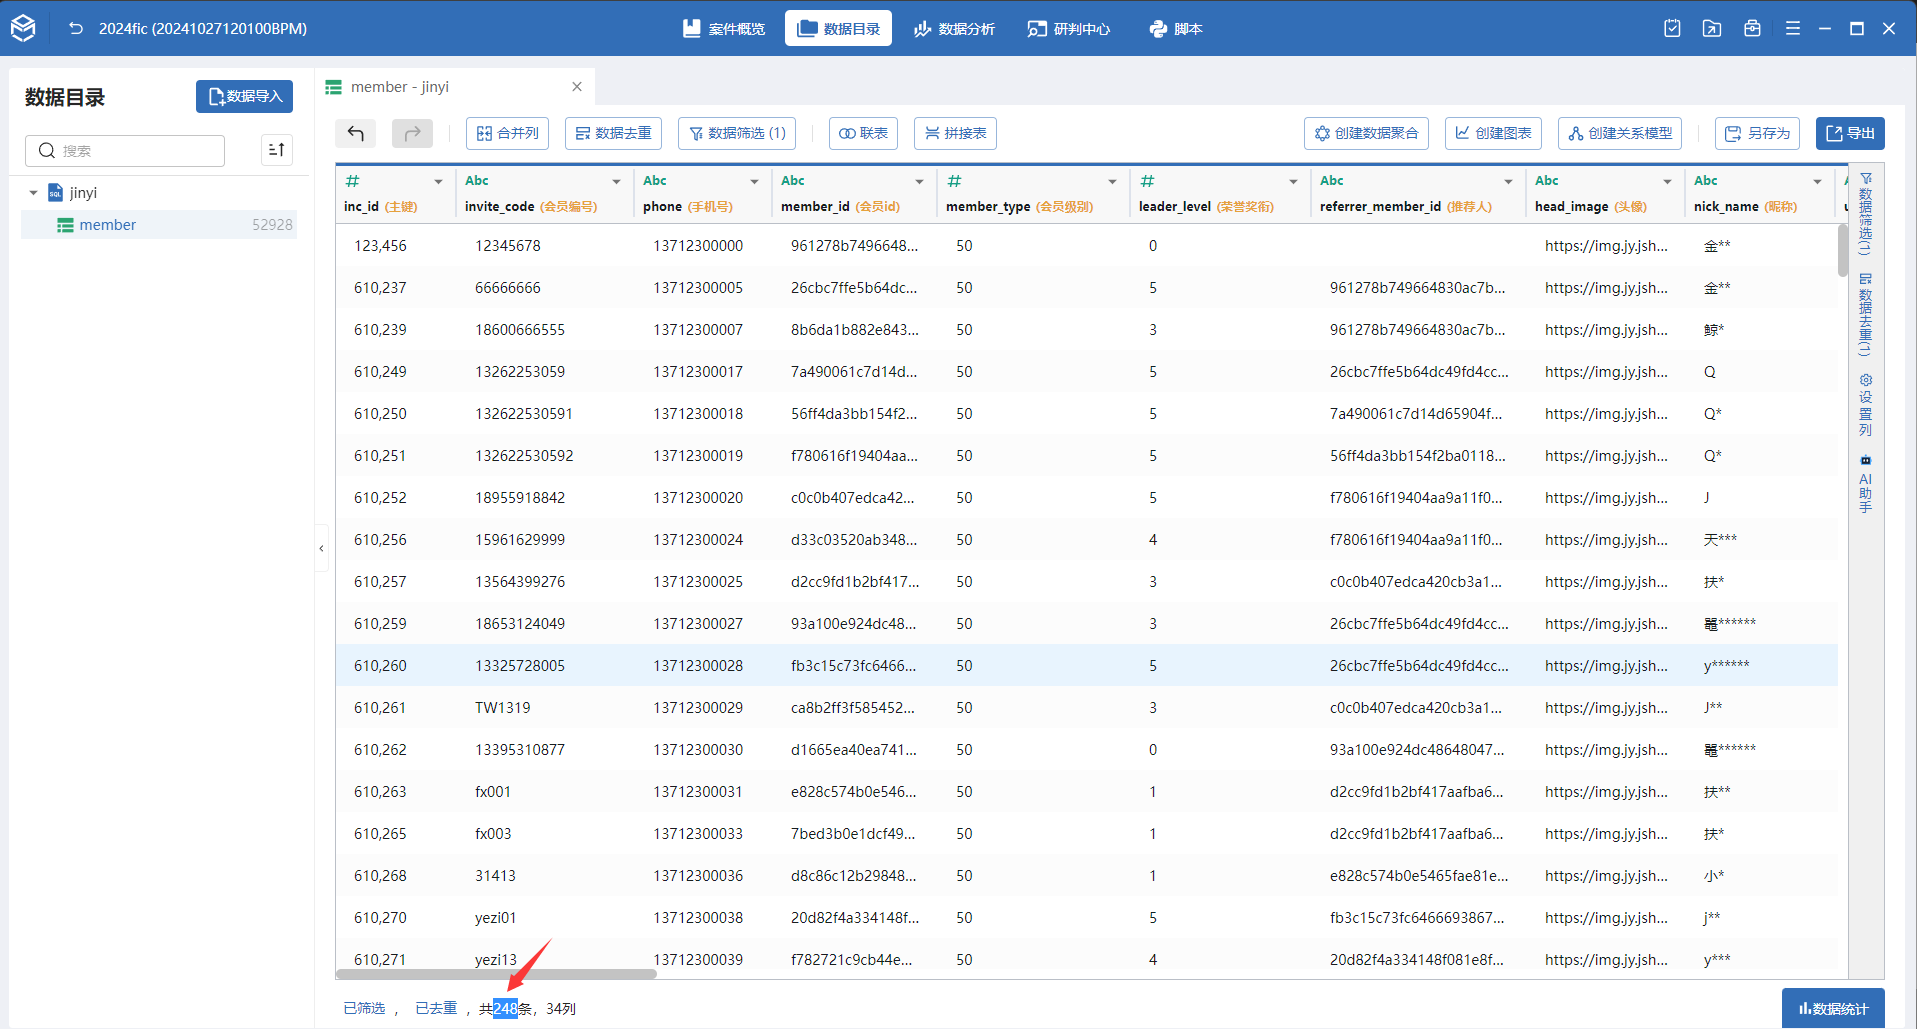 2024fic (20241027120100BPM)
案件概览
数据目录
数据分析
研判中心
脚本
数据目录
数据导入
搜索
jinyi
member 52928
member - jinyi
合并列
数据去重
数据筛选 (1)
联表
拼接表
创建数据聚合
创建图表
创建关系模型
另存为
导出
# Abc Abc Abc # # Abc Abc Abc
inc_id (主键) invite_code (会员编号) phone (手机号) member_id (会员id) member_type (会员级别) leader_level (荣誉奖衔) referrer_member_id (推荐人) head_image (头像) nick_name (昵称)
123,456 12345678 13712300000 961278b7496648... 50 0 https://img.jy.jsh... 金**
610,237 66666666 13712300005 26cbc7ffe5b64dc... 50 5 961278b749664830ac7b... https://img.jy.jsh... 金**
610,239 18600666555 13712300007 8b6da1b882e843... 50 3 961278b749664830ac7b... https://img.jy.jsh... 鲸*
610,249 13262253059 13712300017 7a490061c7d14d... 50 5 26cbc7ffe5b64dc49fd4cc... https://img.jy.jsh... Q
610,250 132622530591 13712300018 56ff4da3bb154f2... 50 5 7a490061c7d14d65904f... https://img.jy.jsh... Q*
610,251 132622530592 13712300019 f780616f19404aa... 50 5 56ff4da3bb154f2ba0118... https://img.jy.jsh... Q*
610,252 18955918842 13712300020 c0c0b407edca42... 50 5 f780616f19404aa9a11f0... https://img.jy.jsh... J
610,256 15961629999 13712300024 d33c03520ab348... 50 4 f780616f19404aa9a11f0... https://img.jy.jsh... 天***
610,257 13564399276 13712300025 d2cc9fd1b2bf417... 50 3 c0c0b407edca420cb3a1... https://img.jy.jsh... 扶*
610,259 18653124049 13712300027 93a100e924dc48... 50 3 26cbc7ffe5b64dc49fd4cc... https://img.jy.jsh... ******
610,260 13325728005 13712300028 fb3c15c73fc6466... 50 5 26cbc7ffe5b64dc49fd4cc... https://img.jy.jsh... y******
610,261 TW1319 13712300029 ca8b2ff3f585452... 50 3 c0c0b407edca420cb3a1... https://img.jy.jsh... J**
610,262 13395310877 13712300030 d1665ea40ea741... 50 0 93a100e924dc48648047... https://img.jy.jsh... ******
610,263 fx001 13712300031 e828c574b0e546... 50 1 d2cc9fd1b2bf417aafba6... https://img.jy.jsh... 扶**
610,265 fx003 13712300033 7bed3b0e1dcf49... 50 1 d2cc9fd1b2bf417aafba6... https://img.jy.jsh... 扶*
610,268 31413 13712300036 d8c86c12b29848... 50 1 e828c574b0e5465fae81e... https://img.jy.jsh... 小*
610,270 yezi01 13712300038 20d82f4a334148f... 50 5 fb3c15c73fc6466693867... https://img.jy.jsh... j**
610,271 yezi13 13712300039 f782721c9cb44e... 50 4 20d82f4a334148f081e8f... https://img.jy.jsh... y***
数据筛选(1)
数据去重(1)
设置列
AI助手
已筛选 ， 已去重 ，共248条，34列
数据统计